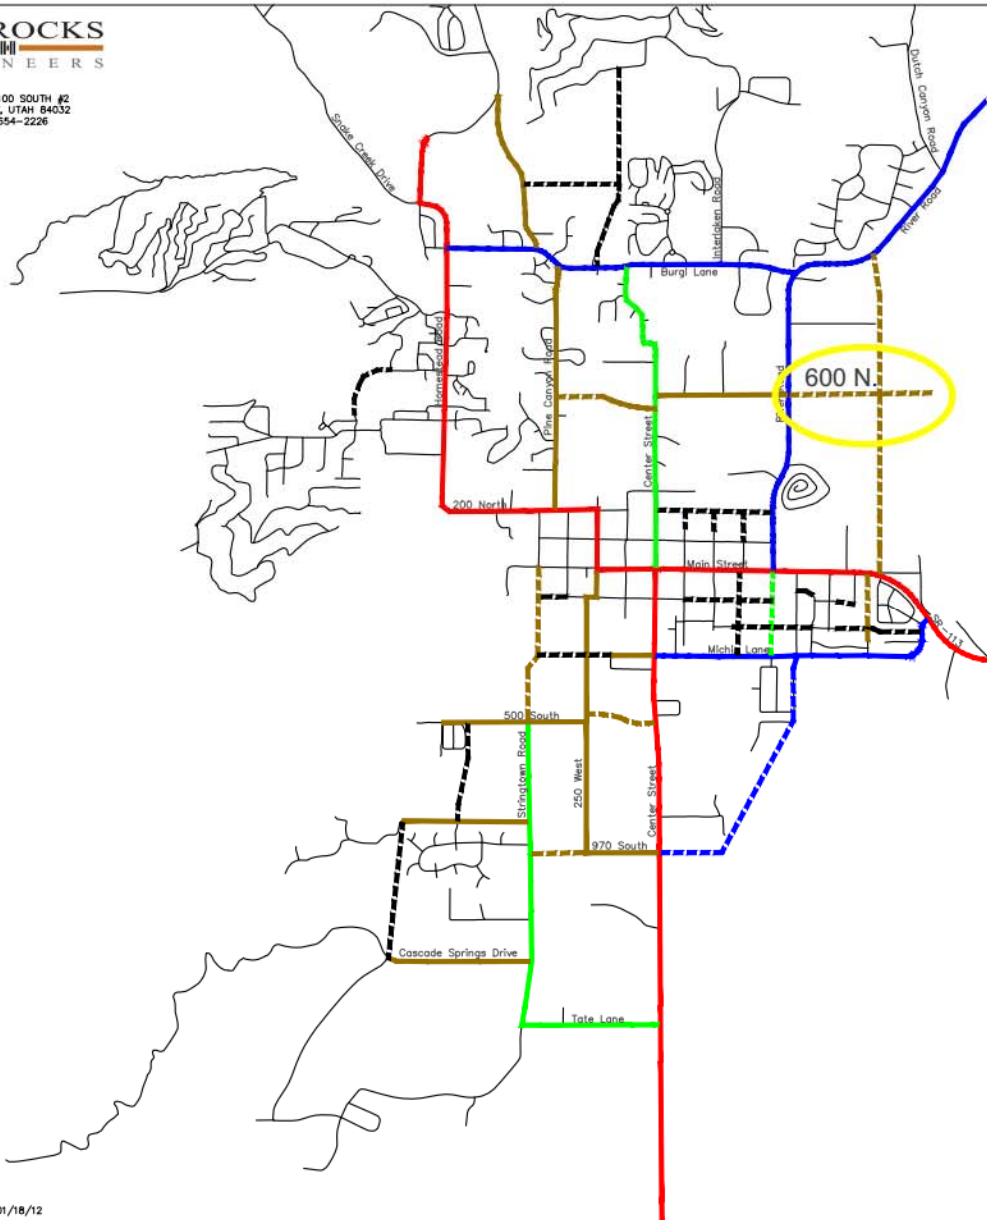 ROCKS
NEERS
00 SOUTH #2
, UTAH 84032
654-2226
Snake Creek Drive
Dutch Canyon Road
River Road
Interlaken Road
Burgi Lane
Homestead Road
Pine Canyon Road
600 N.
Center Street
200 North
Main Street
SR-113
Michie Lane
500 South
Stringtown Road
250 West
Center Street
970 South
Cascade Springs Drive
Tate Lane
01/18/12